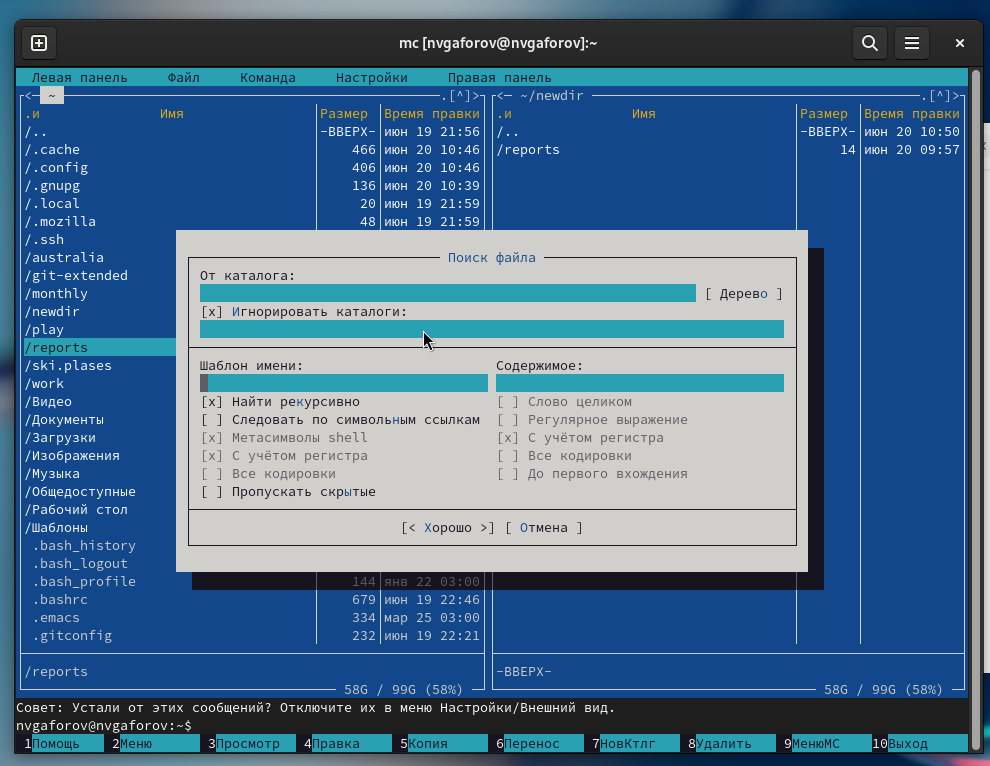 mc [nvgaforov@nvgaforov]:~
Левая панель Файл Команда Настройки Правая панель
<─ ~ .[^]> <─ ~/newdir .[^]>
.и Имя Размер Время правки .и Имя Размер Время правки
/.. -ВВЕРХ- июн 19 21:56 /.. -ВВЕРХ- июн 20 10:50
/.cache 466 июн 20 10:46 /reports 14 июн 20 09:57
/.config 406 июн 20 10:46
/.gnupg 136 июн 20 10:39
/.local 20 июн 19 21:59
/.mozilla 48 июн 19 21:59
/.ssh
/australia
/git-extended
/monthly
/newdir
/play
/reports
/ski.plases
/work
/Видео
/Документы
/Загрузки
/Изображения
/Музыка
/Общедоступные
/Рабочий стол
/Шаблоны
.bash_history
.bash_logout
.bash_profile 144 янв 22 03:00
.bashrc 679 июн 19 22:46
.emacs 334 мар 25 03:00
.gitconfig 232 июн 19 22:21
Поиск файла
От каталога:
[ Дерево ]
[x] Игнорировать каталоги:
Шаблон имени: Содержимое:
[x] Найти рекурсивно [ ] Слово целиком
[ ] Следовать по символьным ссылкам [ ] Регулярное выражение
[x] Метасимволы shell [x] С учётом регистра
[x] С учётом регистра [ ] Все кодировки
[ ] Все кодировки [ ] До первого вхождения
[ ] Пропускать скрытые
[< Хорошо >] [ Отмена ]
/reports -ВВЕРХ-
58G / 99G (58%) 58G / 99G (58%)
Совет: Устали от этих сообщений? Отключите их в меню Настройки/Внешний вид.
nvgaforov@nvgaforov:~$
1Помощь 2Меню 3Просмотр 4Правка 5Копия 6Перенос 7НовКтлг 8Удалить 9МенюMC 10Выход